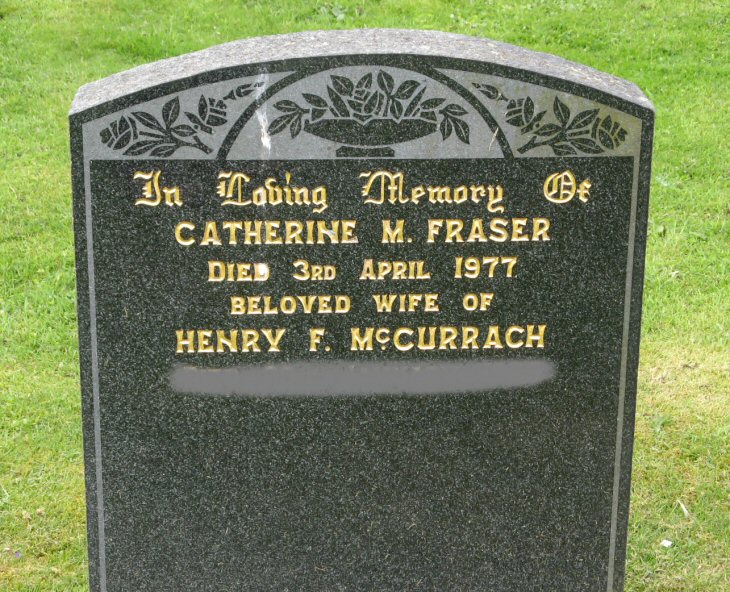 In Loving Memory Of
CATHERINE M. FRASER
DIED 3RD APRIL 1977
BELOVED WIFE OF
HENRY F. McCURRACH